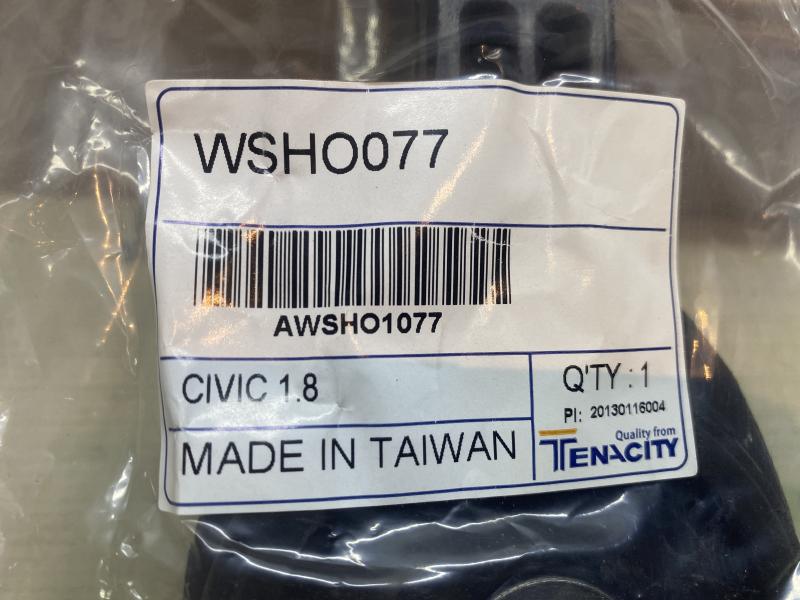 WSHO077
AWSHO1077
CIVIC 1.8
Q'TY : 1
PI: 20130116004
MADE IN TAIWAN
Quality from
TENACITY